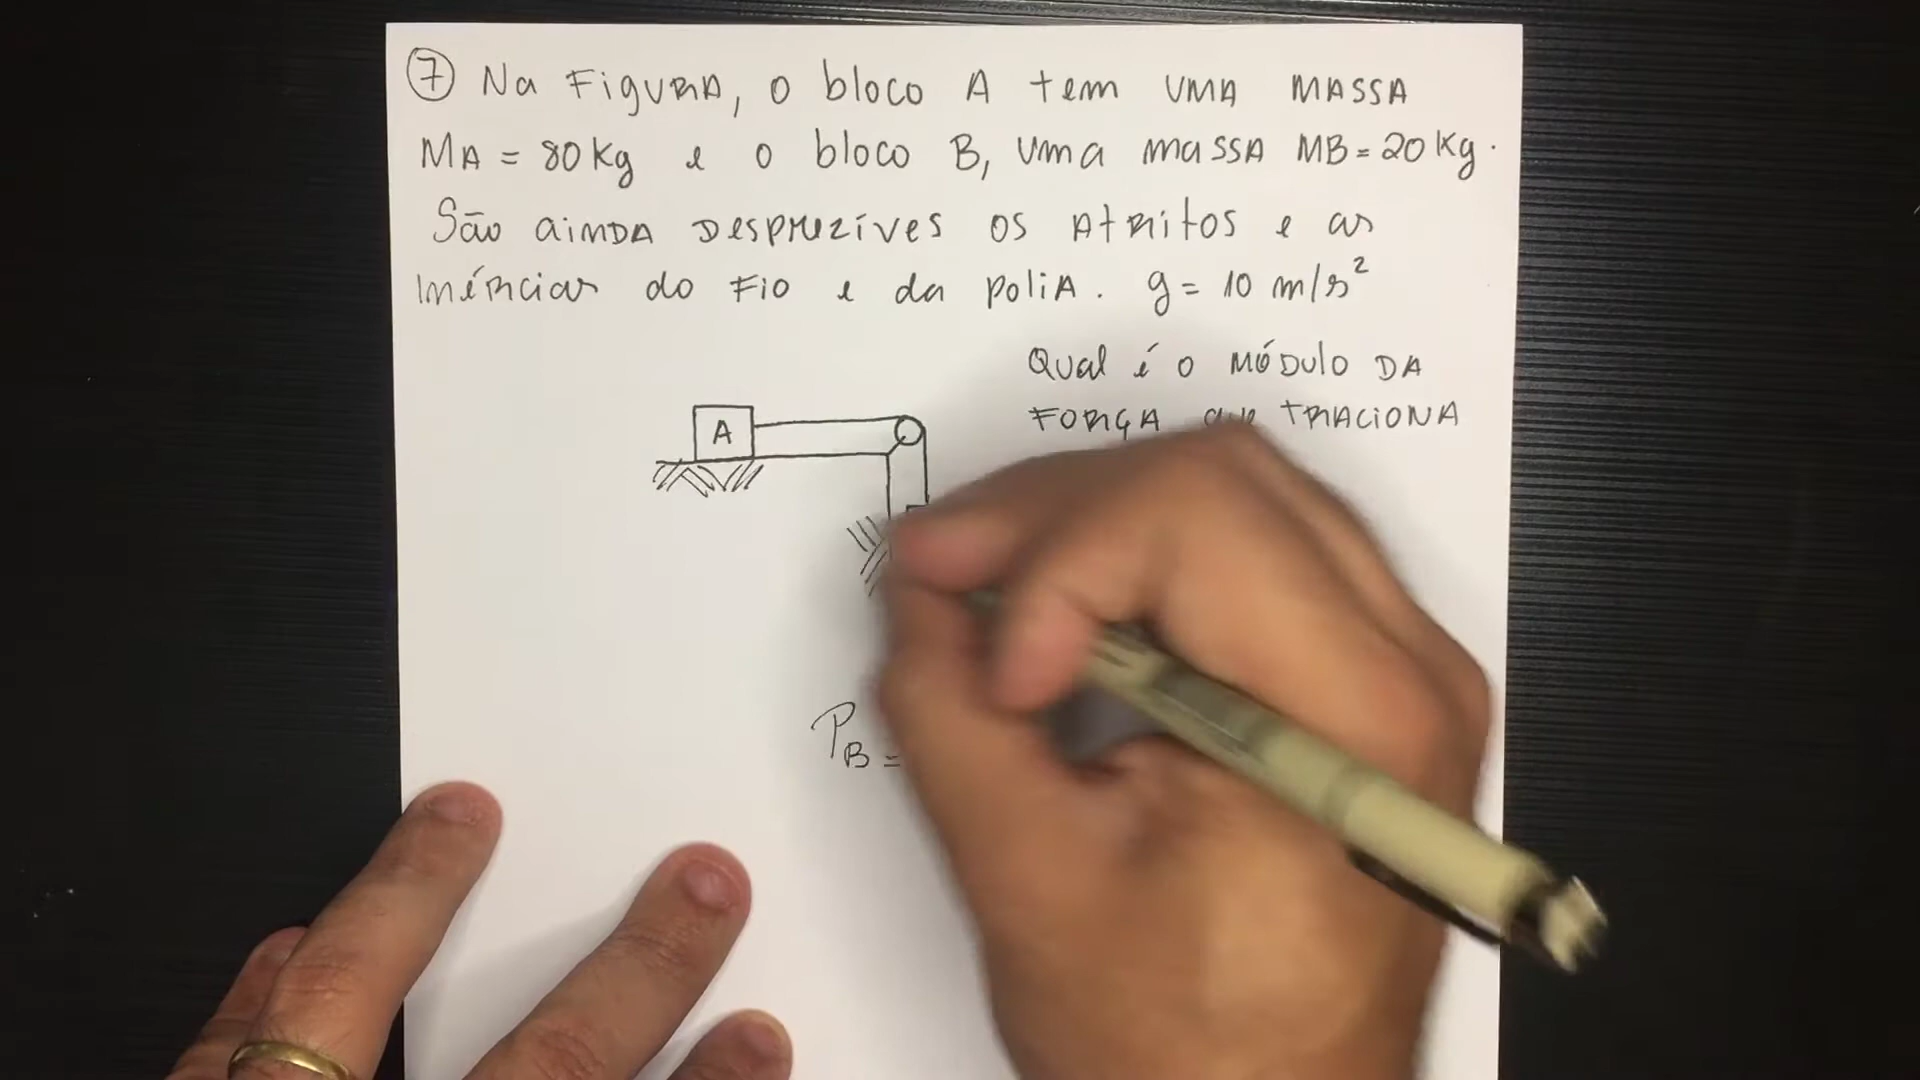 7 Na FiguRA, o bloco A tem UMA MASSA
MA = 80 Kg e o bloco B, uma massa MB = 20 Kg.
São ainda DespRezíves os AtRitos e as
InéRcias do Fio e da poliA. g = 10 m/s²
Qual é o MÓDulo DA
FORÇA que TRACIONA
A
PB =